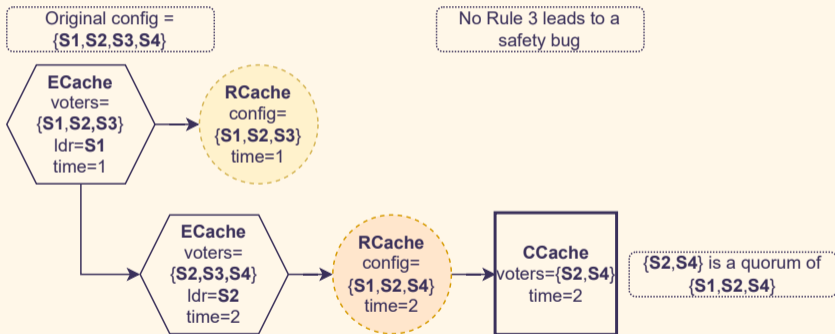 Original config =
{S1,S2,S3,S4}
No Rule 3 leads to a
safety bug
ECache
voters=
{S1,S2,S3}
ldr=S1
time=1
RCache
config=
{S1,S2,S3}
time=1
ECache
voters=
{S2,S3,S4}
ldr=S2
time=2
RCache
config=
{S1,S2,S4}
time=2
CCache
voters={S2,S4}
time=2
{S2,S4} is a quorum of
{S1,S2,S4}